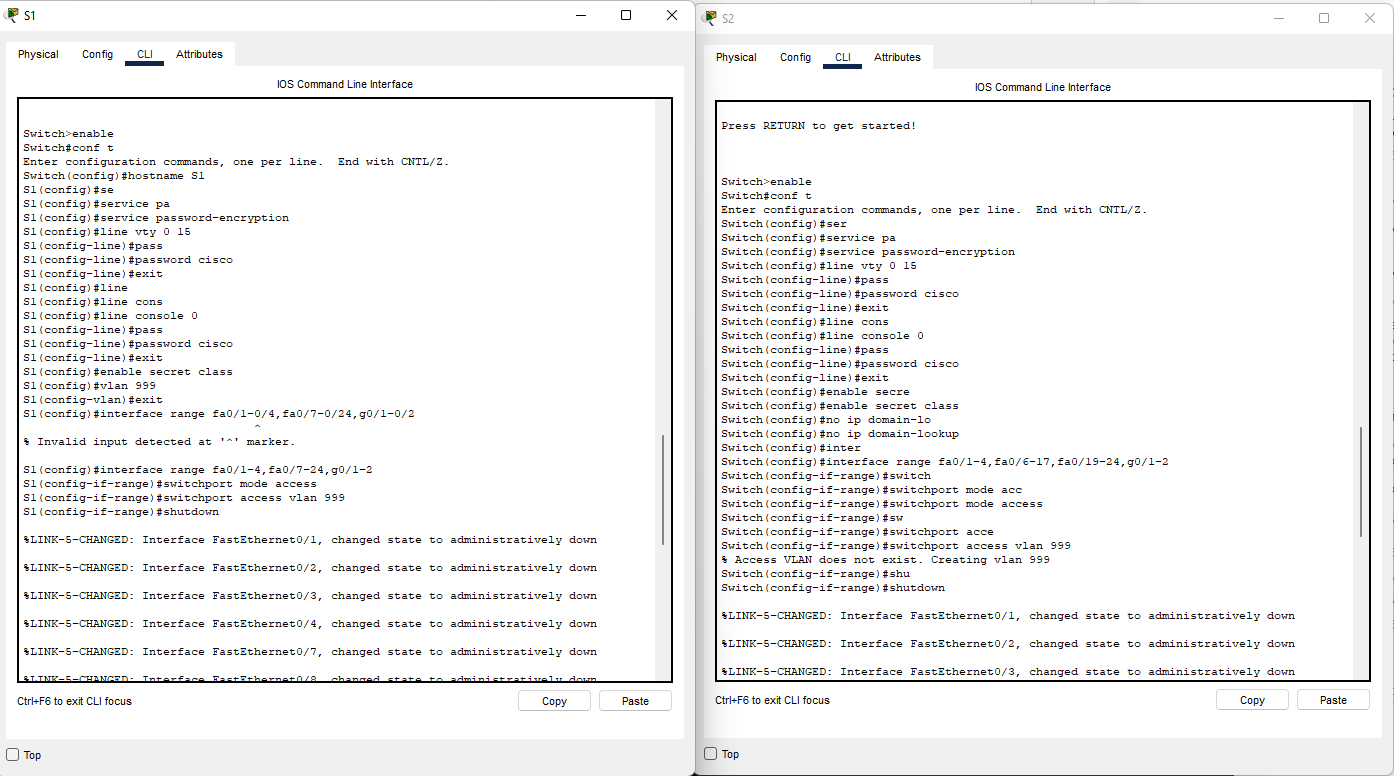 S1
Physical Config CLI Attributes
IOS Command Line Interface
Switch>enable
Switch#conf t
Enter configuration commands, one per line.  End with CNTL/Z.
Switch(config)#hostname S1
S1(config)#se
S1(config)#service pa
S1(config)#service password-encryption
S1(config)#line vty 0 15
S1(config-line)#pass
S1(config-line)#password cisco
S1(config-line)#exit
S1(config)#line
S1(config)#line cons
S1(config)#line console 0
S1(config-line)#pass
S1(config-line)#password cisco
S1(config-line)#exit
S1(config)#enable secret class
S1(config)#vlan 999
S1(config-vlan)#exit
S1(config)#interface range fa0/1-0/4,fa0/7-0/24,g0/1-0/2
^
% Invalid input detected at '^' marker.
S1(config)#interface range fa0/1-4,fa0/7-24,g0/1-2
S1(config-if-range)#switchport mode access
S1(config-if-range)#switchport access vlan 999
S1(config-if-range)#shutdown
%LINK-5-CHANGED: Interface FastEthernet0/1, changed state to administratively down
%LINK-5-CHANGED: Interface FastEthernet0/2, changed state to administratively down
%LINK-5-CHANGED: Interface FastEthernet0/3, changed state to administratively down
%LINK-5-CHANGED: Interface FastEthernet0/4, changed state to administratively down
%LINK-5-CHANGED: Interface FastEthernet0/7, changed state to administratively down
%LINK-5-CHANGED: Interface FastEthernet0/8, changed state to administratively down
Ctrl+F6 to exit CLI focus
Copy Paste
Top
S2
Physical Config CLI Attributes
IOS Command Line Interface
Press RETURN to get started!
Switch>enable
Switch#conf t
Enter configuration commands, one per line.  End with CNTL/Z.
Switch(config)#ser
Switch(config)#service pa
Switch(config)#service password-encryption
Switch(config)#line vty 0 15
Switch(config-line)#pass
Switch(config-line)#password cisco
Switch(config-line)#exit
Switch(config)#line cons
Switch(config)#line console 0
Switch(config-line)#pass
Switch(config-line)#password cisco
Switch(config-line)#exit
Switch(config)#enable secre
Switch(config)#enable secret class
Switch(config)#no ip domain-lo
Switch(config)#no ip domain-lookup
Switch(config)#inter
Switch(config)#interface range fa0/1-4,fa0/6-17,fa0/19-24,g0/1-2
Switch(config-if-range)#switch
Switch(config-if-range)#switchport mode acc
Switch(config-if-range)#switchport mode access
Switch(config-if-range)#sw
Switch(config-if-range)#switchport acce
Switch(config-if-range)#switchport access vlan 999
% Access VLAN does not exist. Creating vlan 999
Switch(config-if-range)#shu
Switch(config-if-range)#shutdown
%LINK-5-CHANGED: Interface FastEthernet0/1, changed state to administratively down
%LINK-5-CHANGED: Interface FastEthernet0/2, changed state to administratively down
%LINK-5-CHANGED: Interface FastEthernet0/3, changed state to administratively down
Ctrl+F6 to exit CLI focus
Copy Paste
Top